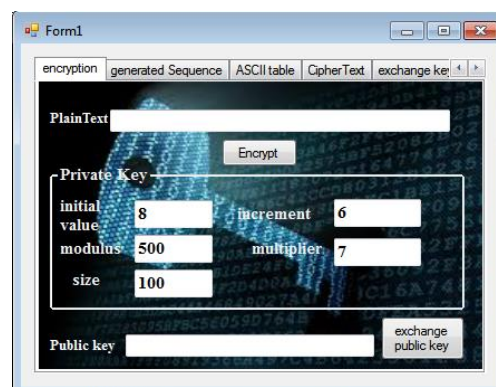 Form1
encryption generated Sequence ASCII table CipherText exchange key
PlainText
Encrypt
Private Key
initial value 8 increment 6
modulus 500 multiplier 7
size 100
Public key exchange public key